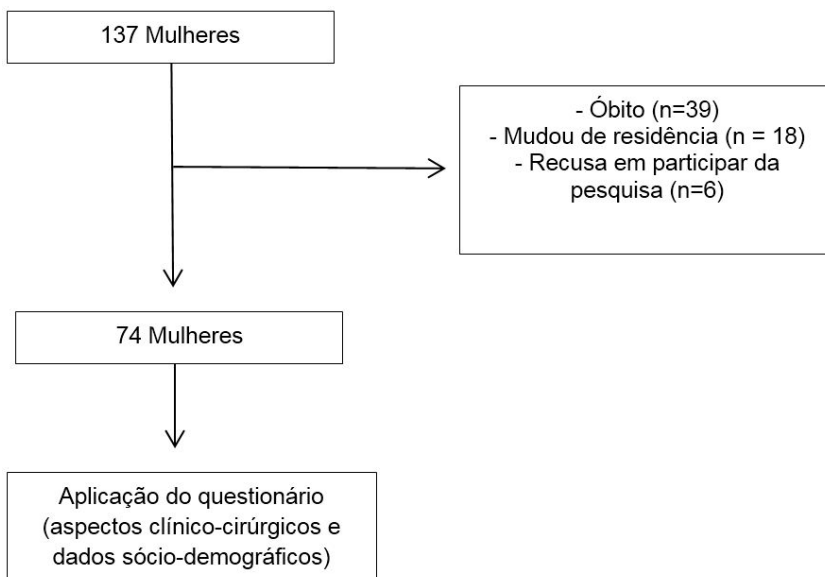 137 Mulheres
- Óbito (n=39)
- Mudou de residência (n = 18)
- Recusa em participar da
pesquisa (n=6)
74 Mulheres
Aplicação do questionário
(aspectos clínico-cirúrgicos e
dados sócio-demográficos)